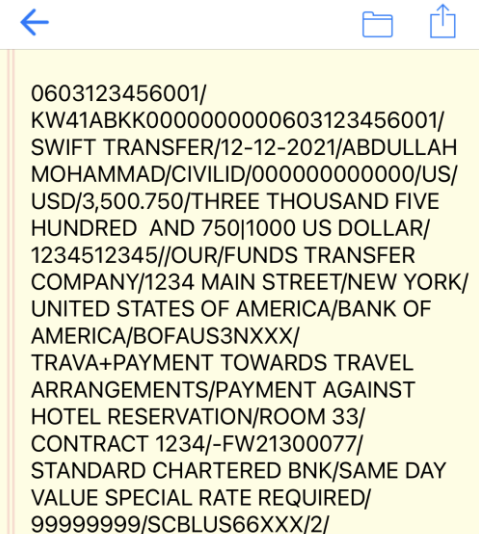 0603123456001/
KW41ABKK0000000000603123456001/
SWIFT TRANSFER/12-12-2021/ABDULLAH
MOHAMMAD/CIVILID/000000000000/US/
USD/3,500.750/THREE THOUSAND FIVE
HUNDRED  AND 750|1000 US DOLLAR/
1234512345//OUR/FUNDS TRANSFER
COMPANY/1234 MAIN STREET/NEW YORK/
UNITED STATES OF AMERICA/BANK OF
AMERICA/BOFAUS3NXXX/
TRAVA+PAYMENT TOWARDS TRAVEL
ARRANGEMENTS/PAYMENT AGAINST
HOTEL RESERVATION/ROOM 33/
CONTRACT 1234/-FW21300077/
STANDARD CHARTERED BNK/SAME DAY
VALUE SPECIAL RATE REQUIRED/
99999999/SCBLUS66XXX/2/